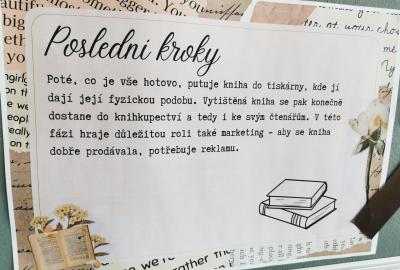 Poslední kroky
Poté, co je vše hotovo, putuje kniha do tiskárny, kde jí
dají její fyzickou podobu. Vytištěná kniha se pak konečně
dostane do knihkupectví a tedy i ke svým čtenářům. V této
fázi hraje důležitou roli také marketing - aby se kniha
dobře prodávala, potřebuje reklamu.